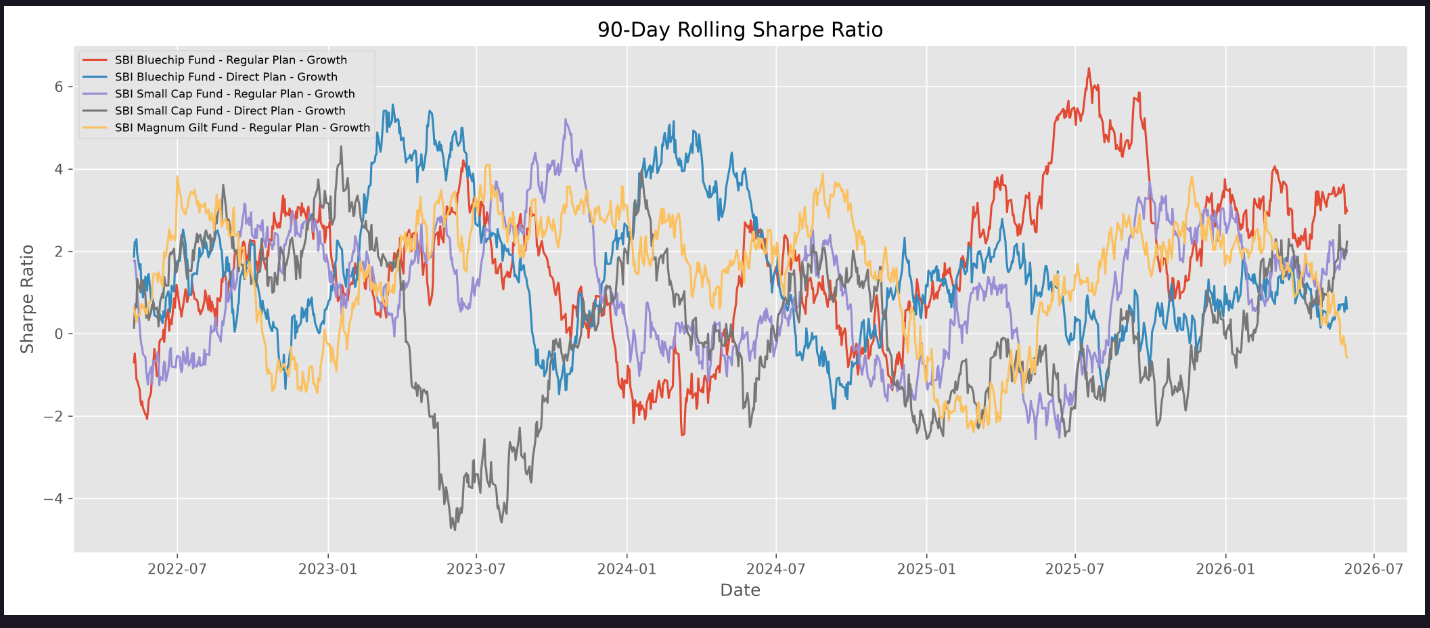 90-Day Rolling Sharpe Ratio
SBI Bluechip Fund - Regular Plan - Growth
SBI Bluechip Fund - Direct Plan - Growth
SBI Small Cap Fund - Regular Plan - Growth
SBI Small Cap Fund - Direct Plan - Growth
SBI Magnum Gilt Fund - Regular Plan - Growth
Sharpe Ratio
6
4
2
0
−2
−4
2022-07 2023-01 2023-07 2024-01 2024-07 2025-01 2025-07 2026-01 2026-07
Date